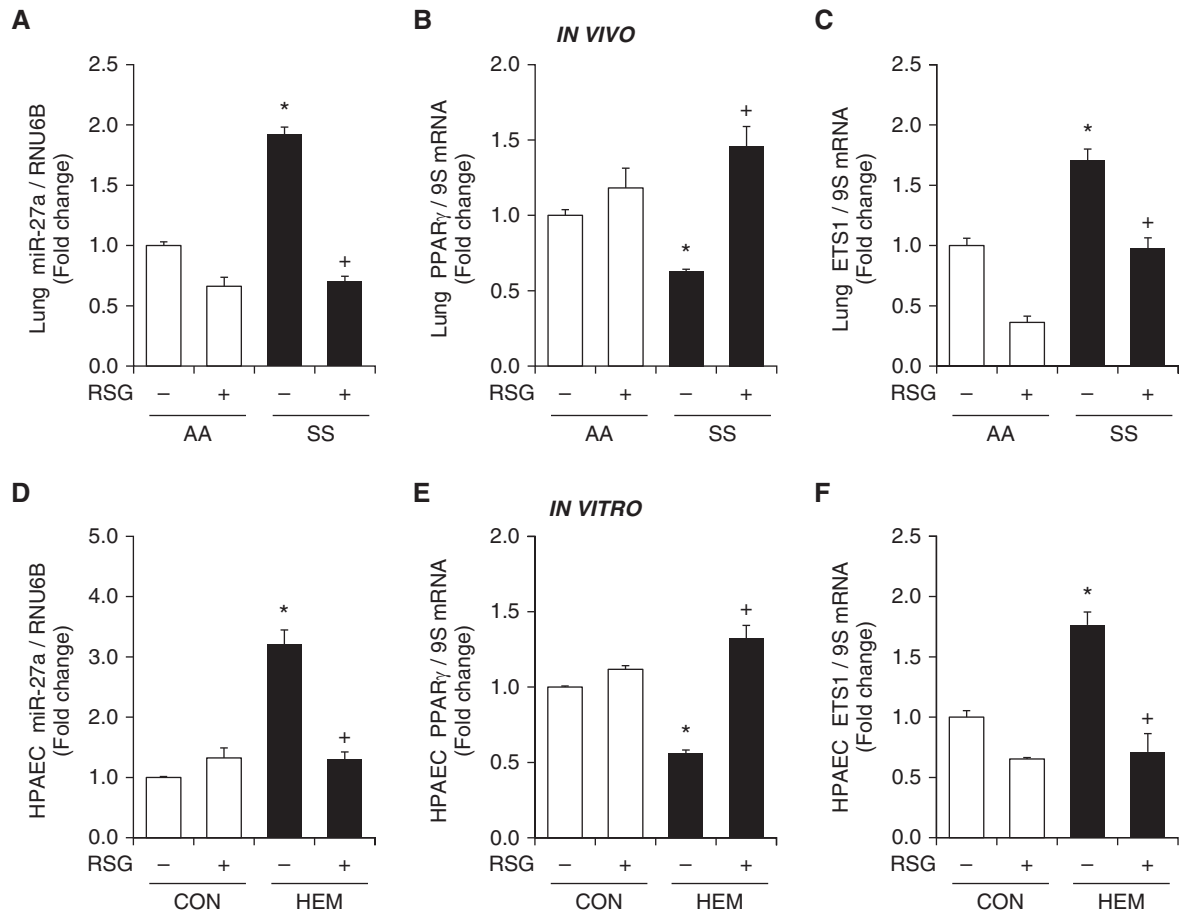 A
B
IN VIVO
C
Lung miR-27a / RNU6B
(Fold change)
2.5
2.0
1.5
1.0
0.5
0.0
*
+
RSG – + – +
AA SS
Lung PPARγ / 9S mRNA
(Fold change)
2.0
1.5
1.0
0.5
0.0
*
+
– + – +
AA SS
Lung ETS1 / 9S mRNA
(Fold change)
2.5
2.0
1.5
1.0
0.5
0.0
*
+
RSG – + – +
AA SS
D
E
IN VITRO
F
HPAEC miR-27a / RNU6B
(Fold change)
5.0
4.0
3.0
2.0
1.0
0.0
*
+
RSG – + – +
CON HEM
HPAEC PPARγ / 9S mRNA
(Fold change)
2.0
1.5
1.0
0.5
0.0
*
+
RSG – + – +
CON HEM
HPAEC ETS1 / 9S mRNA
(Fold change)
2.5
2.0
1.5
1.0
0.5
0.0
*
+
RSG – + – +
CON HEM